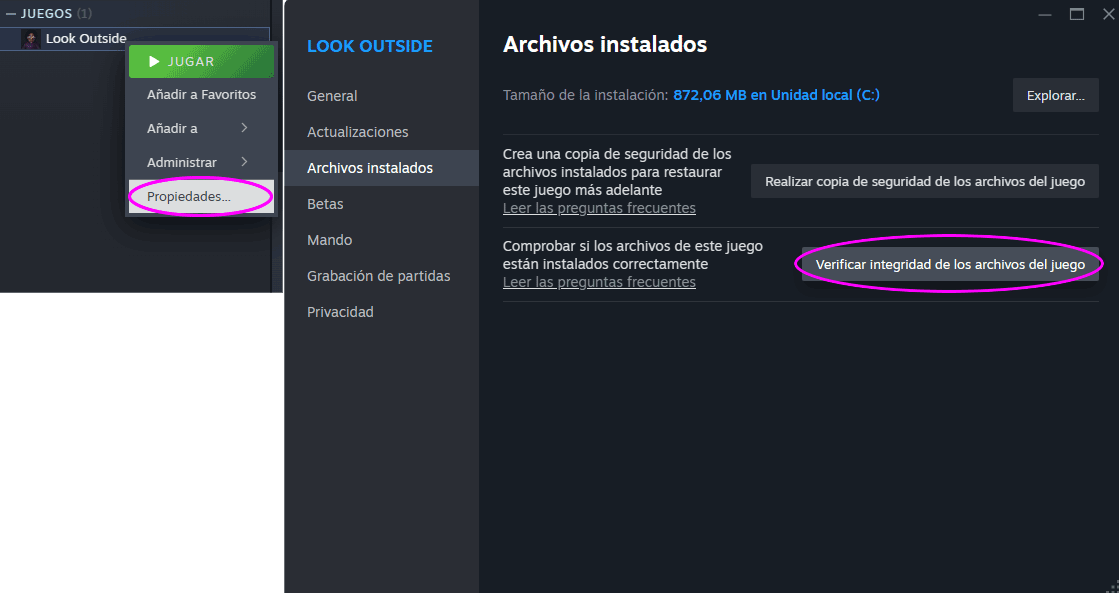 JUEGOS (1)
Look Outside
JUGAR
Añadir a Favoritos
Añadir a
Administrar
Propiedades...
LOOK OUTSIDE
General
Actualizaciones
Archivos instalados
Betas
Mando
Grabación de partidas
Privacidad
Archivos instalados
Tamaño de la instalación: 872,06 MB en Unidad local (C:)
Explorar...
Crea una copia de seguridad de los
archivos instalados para restaurar
este juego más adelante
Leer las preguntas frecuentes
Realizar copia de seguridad de los archivos del juego
Comprobar si los archivos de este juego
están instalados correctamente
Leer las preguntas frecuentes
Verificar integridad de los archivos del juego